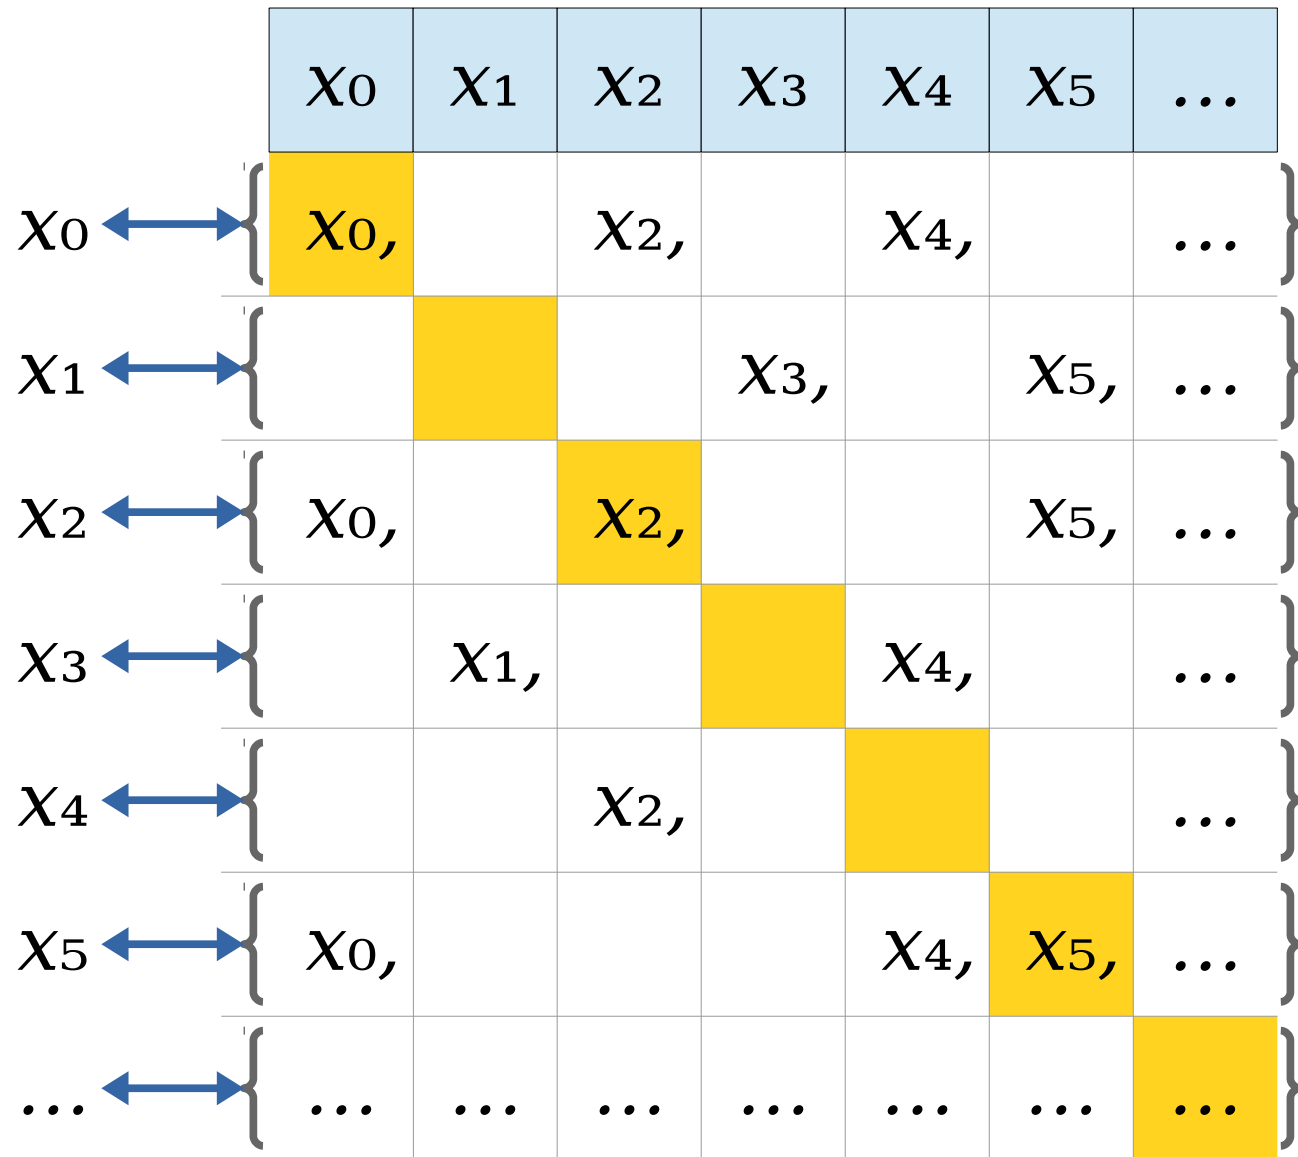 x₀ x₁ x₂ x₃ x₄ x₅ ...
x₀ { x₀, x₂, x₄, ... }
x₁ { x₃, x₅, ... }
x₂ { x₀, x₂, x₅, ... }
x₃ { x₁, x₄, ... }
x₄ { x₂, ... }
x₅ { x₀, x₄, x₅, ... }
... { ... ... ... ... ... ... ... }